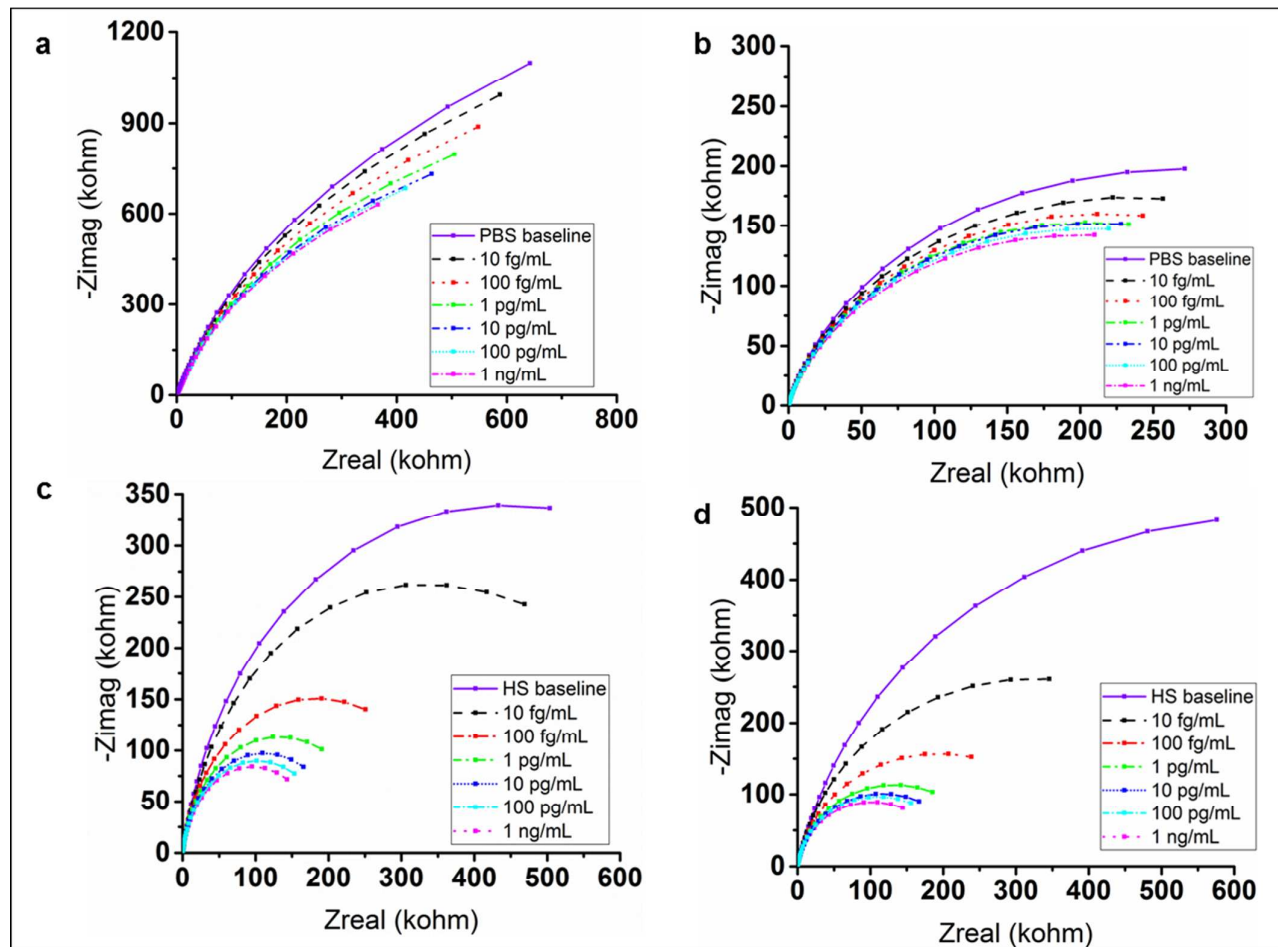 a
1200
900
600
300
0
0 200 400 600 800
-Zimag (kohm)
Zreal (kohm)
PBS baseline
10 fg/mL
100 fg/mL
1 pg/mL
10 pg/mL
100 pg/mL
1 ng/mL
b
300
250
200
150
100
50
0
0 50 100 150 200 250 300
-Zimag (kohm)
Zreal (kohm)
PBS baseline
10 fg/mL
100 fg/mL
1 pg/mL
10 pg/mL
100 pg/mL
1 ng/mL
c
350
300
250
200
150
100
50
0
0 100 200 300 400 500 600
-Zimag (kohm)
Zreal (kohm)
HS baseline
10 fg/mL
100 fg/mL
1 pg/mL
10 pg/mL
100 pg/mL
1 ng/mL
d
500
400
300
200
100
0
0 100 200 300 400 500 600
-Zimag (kohm)
Zreal (kohm)
HS baseline
10 fg/mL
100 fg/mL
1 pg/mL
10 pg/mL
100 pg/mL
1 ng/mL